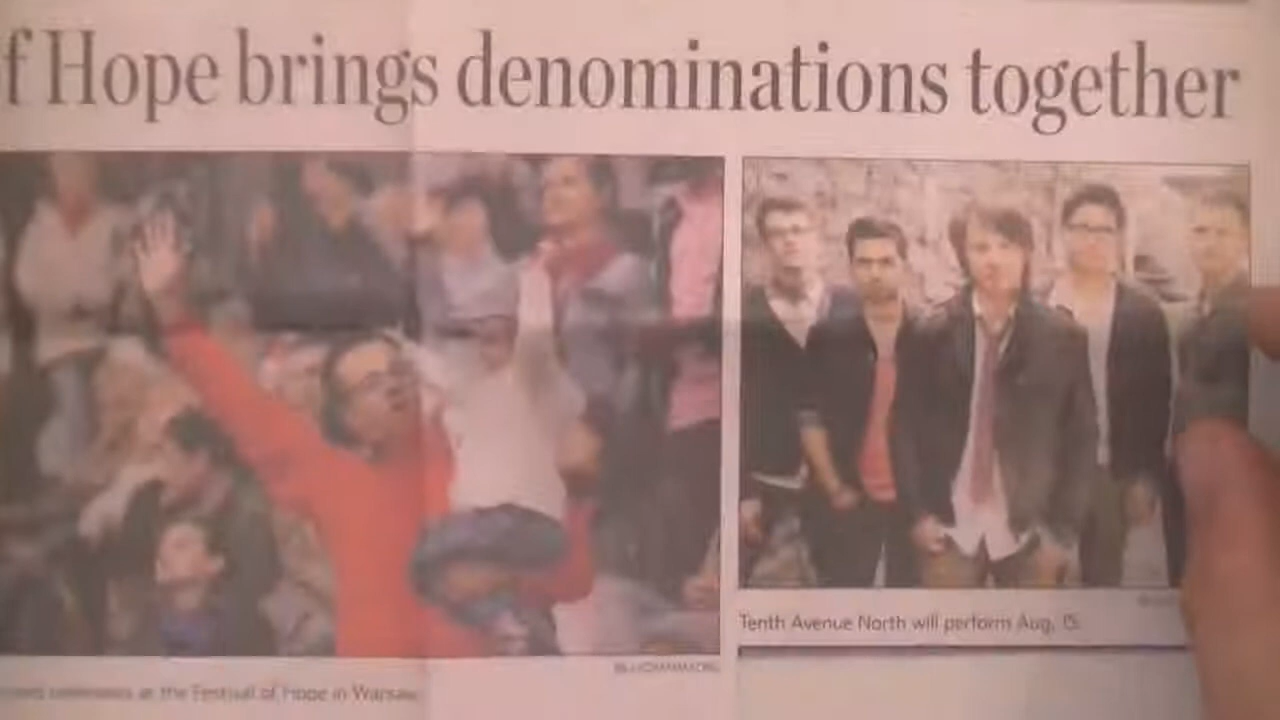 f Hope brings denominations together
Tenth Avenue North will perform Aug. 15.
at the Festival of Hope in Warsaw